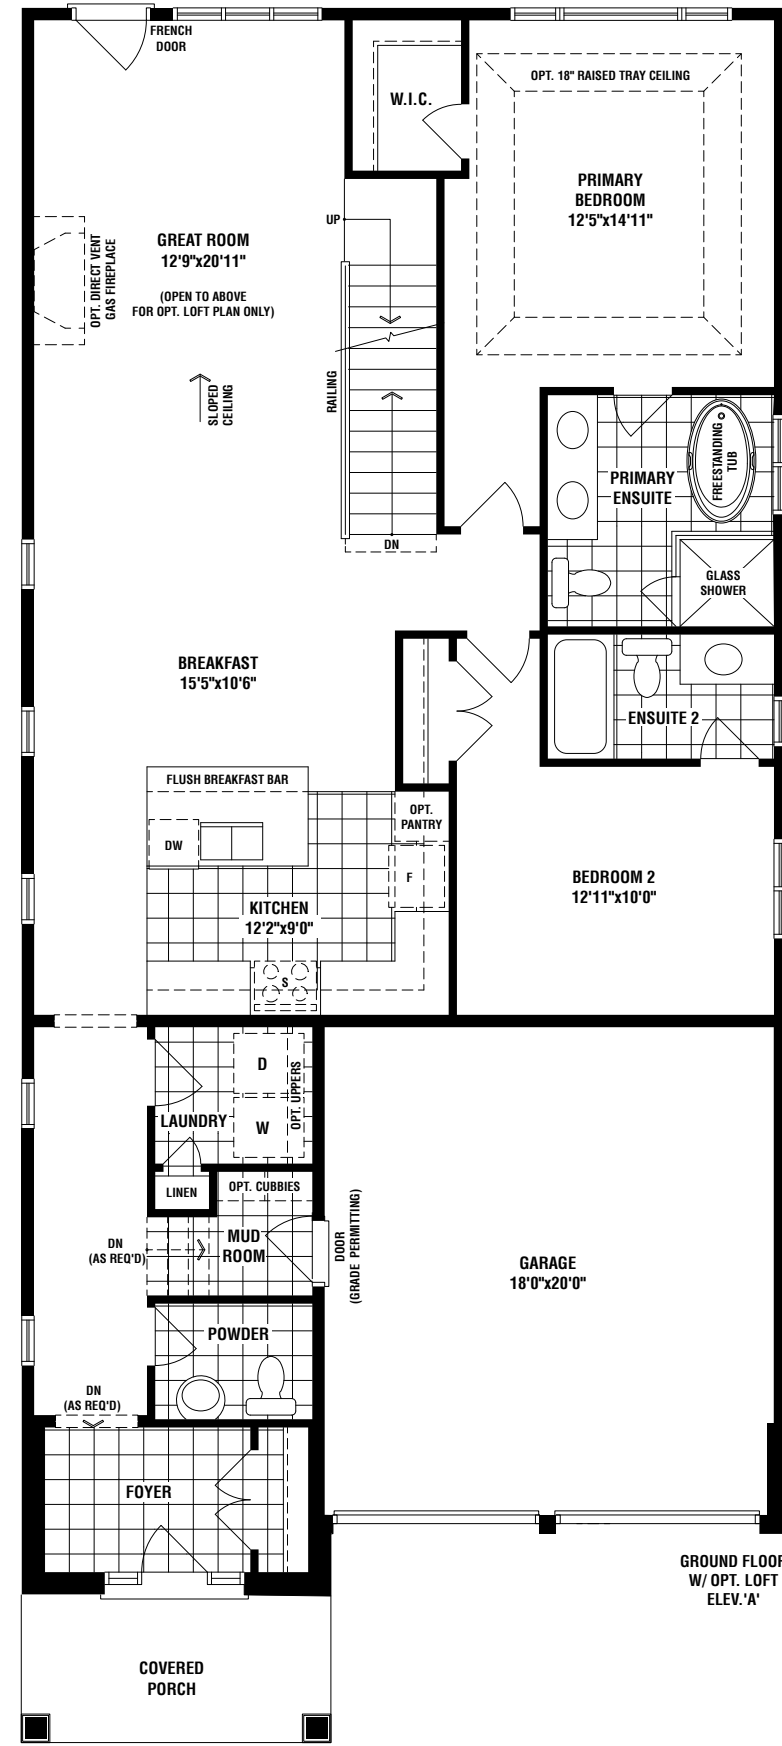 FRENCH
DOOR
OPT. 18" RAISED TRAY CEILING
W.I.C.
PRIMARY
BEDROOM
12'5"x14'11"
UP
GREAT ROOM
12'9"x20'11"
(OPEN TO ABOVE
FOR OPT. LOFT PLAN ONLY)
OPT. DIRECT VENT
GAS FIREPLACE
SLOPED
CEILING
RAILING
DN
PRIMARY
ENSUITE
FREESTANDING
TUB
GLASS
SHOWER
BREAKFAST
15'5"x10'6"
ENSUITE 2
FLUSH BREAKFAST BAR
DW
OPT.
PANTRY
F
KITCHEN
12'2"x9'0"
S
BEDROOM 2
12'11"x10'0"
D
OPT. UPPERS
LAUNDRY
W
LINEN
OPT. CUBBIES
DN
(AS REQ'D)
MUD
ROOM
DOOR
(GRADE PERMITTING)
GARAGE
18'0"x20'0"
POWDER
DN
(AS REQ'D)
FOYER
GROUND FLOOR
W/ OPT. LOFT
ELEV.'A'
COVERED
PORCH